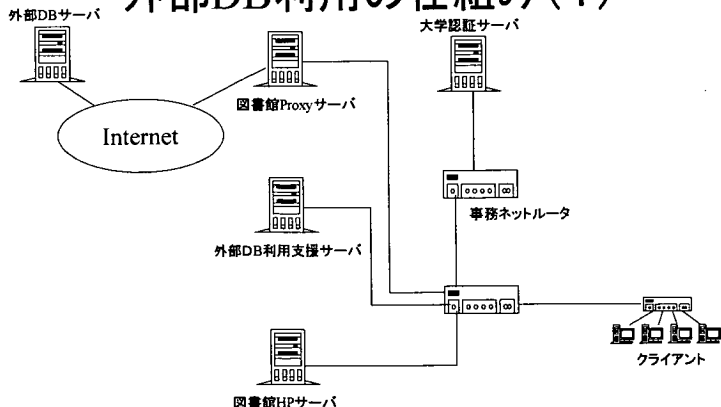 外部DB利用の仕組み(1)
外部DBサーバ
大学認証サーバ
図書館Proxyサーバ
Internet
事務ネットルータ
外部DB利用支援サーバ
クライアント
図書館HPサーバ